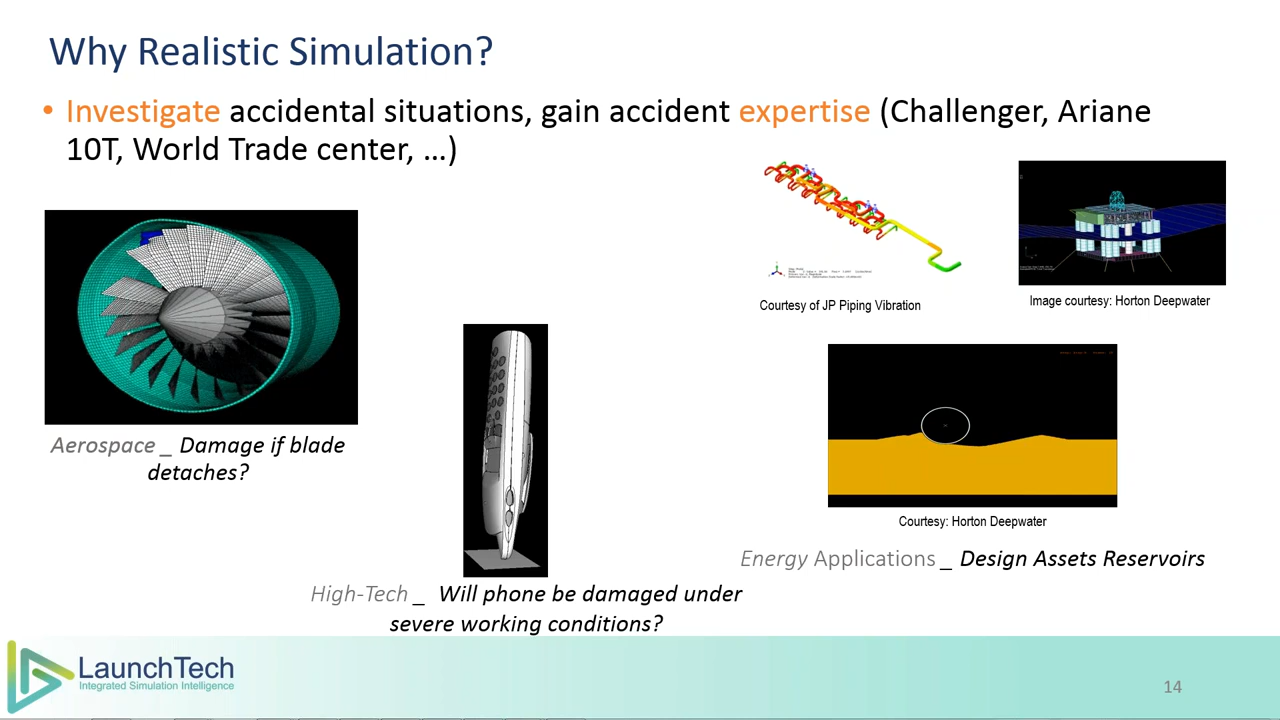 Why Realistic Simulation?
• Investigate accidental situations, gain accident expertise (Challenger, Ariane
10T, World Trade center, ...)
Courtesy of JP Piping Vibration
Image courtesy: Horton Deepwater
Aerospace _ Damage if blade
detaches?
Courtesy: Horton Deepwater
Energy Applications _ Design Assets Reservoirs
High-Tech _ Will phone be damaged under
severe working conditions?
LaunchTech
Integrated Simulation Intelligence
14